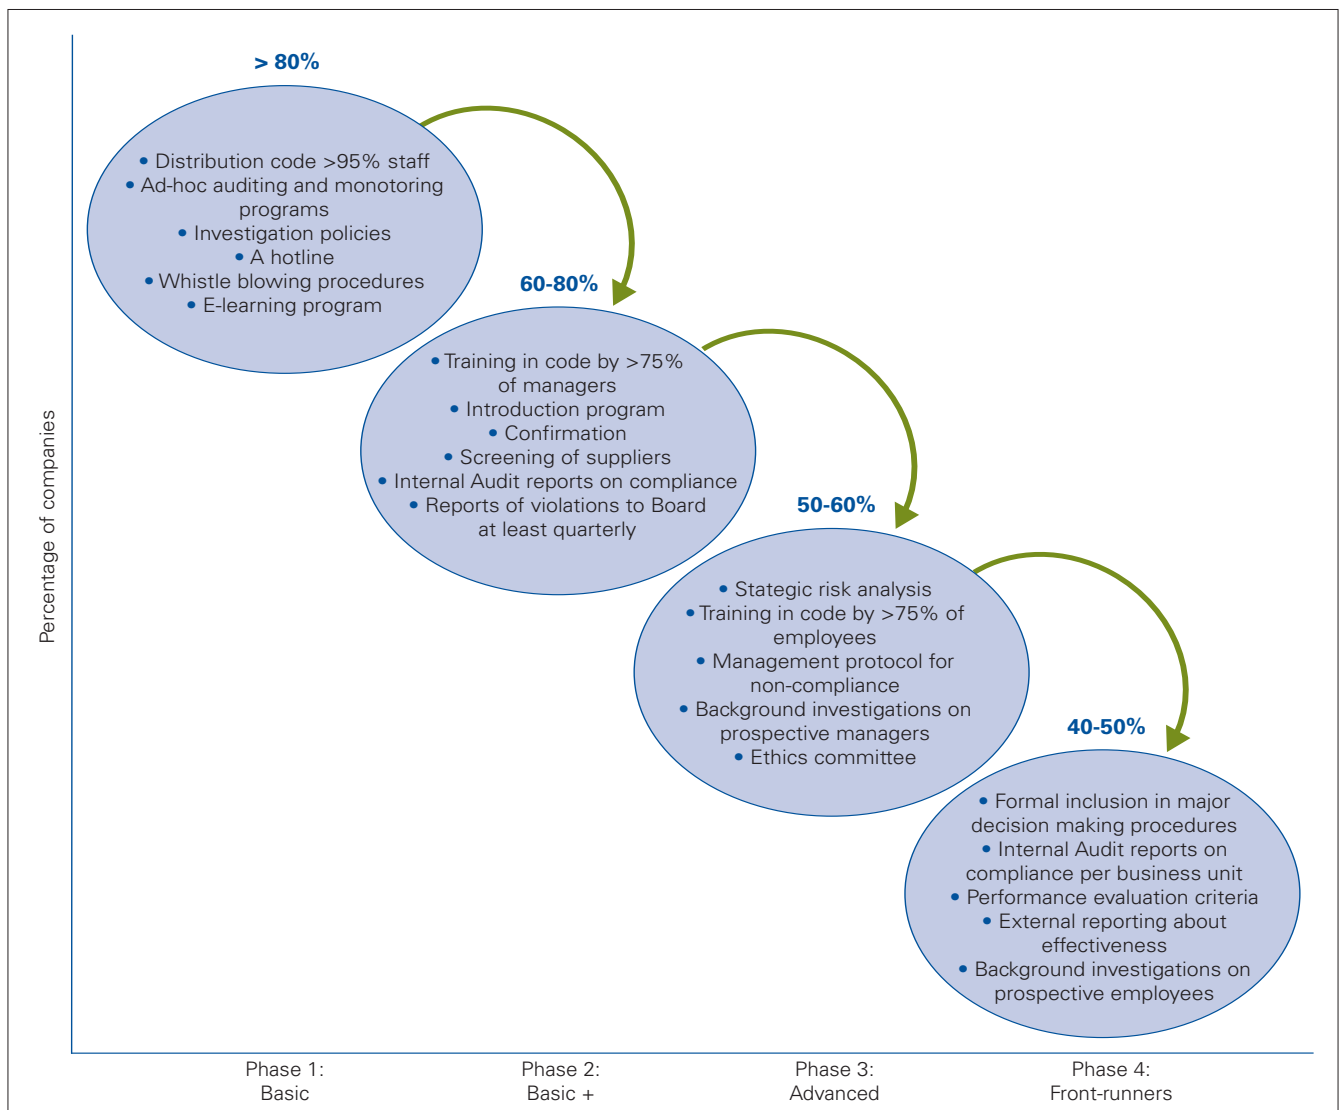 > 80%
• Distribution code >95% staff
• Ad-hoc auditing and monotoring
programs
• Investigation policies
• A hotline
• Whistle blowing procedures
• E-learning program
60-80%
• Training in code by >75%
of managers
• Introduction program
• Confirmation
• Screening of suppliers
• Internal Audit reports on compliance
• Reports of violations to Board
at least quarterly
50-60%
• Stategic risk analysis
• Training in code by >75% of
employees
• Management protocol for
non-compliance
• Background investigations on
prospective managers
• Ethics committee
40-50%
• Formal inclusion in major
decision making procedures
• Internal Audit reports on
compliance per business unit
• Performance evaluation criteria
• External reporting about
effectiveness
• Background investigations on
prospective employees
Percentage of companies
Phase 1:
Basic
Phase 2:
Basic +
Phase 3:
Advanced
Phase 4:
Front-runners